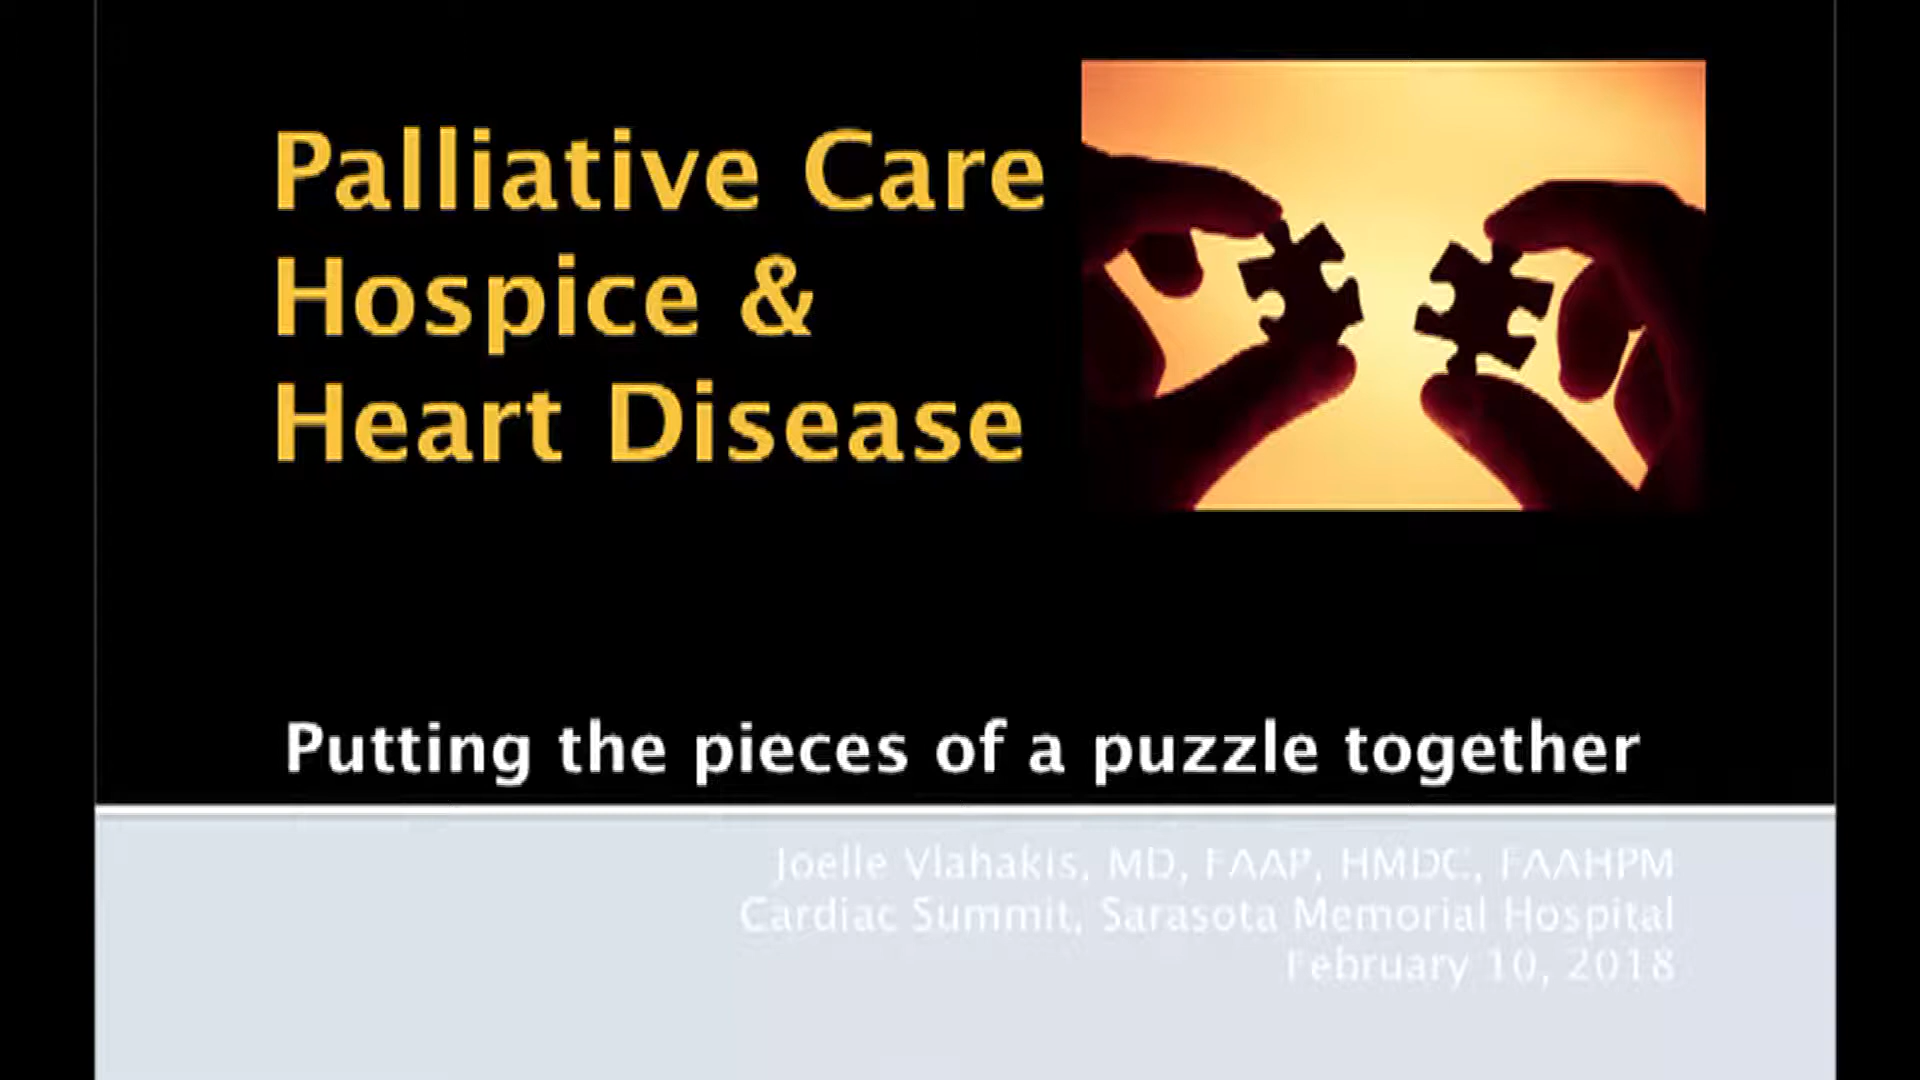 Palliative Care
Hospice &
Heart Disease
Putting the pieces of a puzzle together
Joelle Vlahakis, MD, FAAP, HMDC, FAAHPM
Cardiac Summit, Sarasota Memorial Hospital
February 10, 2018